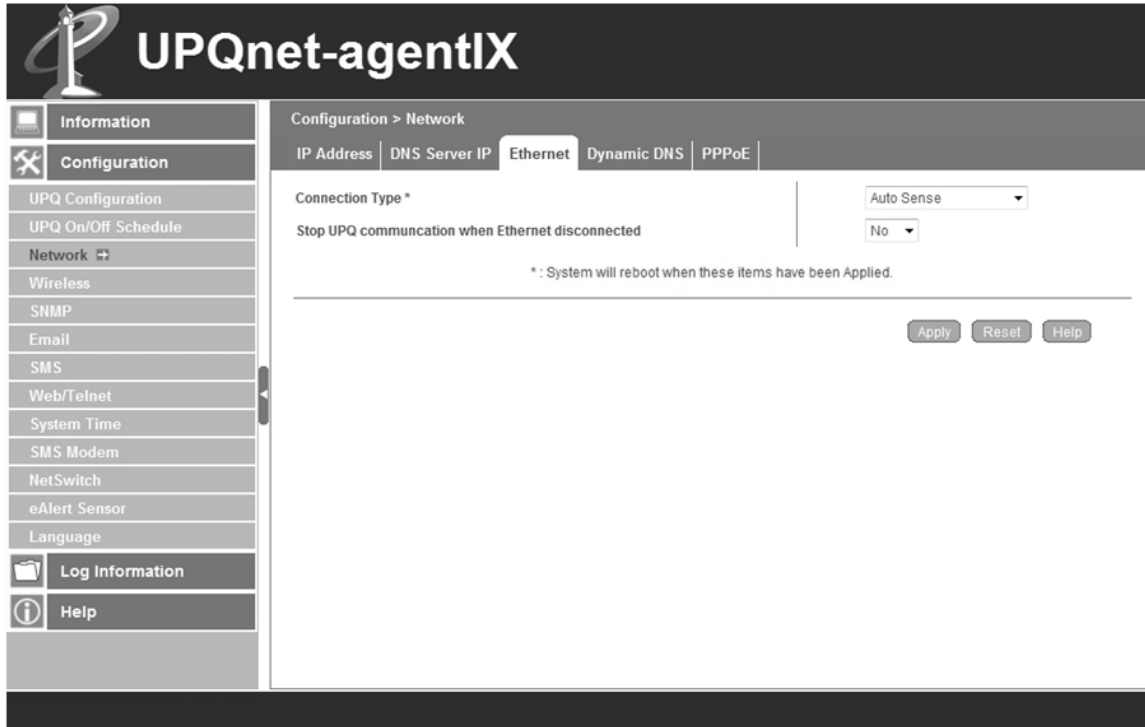 UPQnet-agentIX
Information
Configuration
UPQ Configuration
UPQ On/Off Schedule
Network
Wireless
SNMP
Email
SMS
Web/Telnet
System Time
SMS Modem
NetSwitch
eAlert Sensor
Language
Log Information
Help
Configuration > Network
IP Address DNS Server IP Ethernet Dynamic DNS PPPoE
Connection Type * Auto Sense
Stop UPQ communcation when Ethernet disconnected No
* : System will reboot when these items have been Applied.
Apply Reset Help